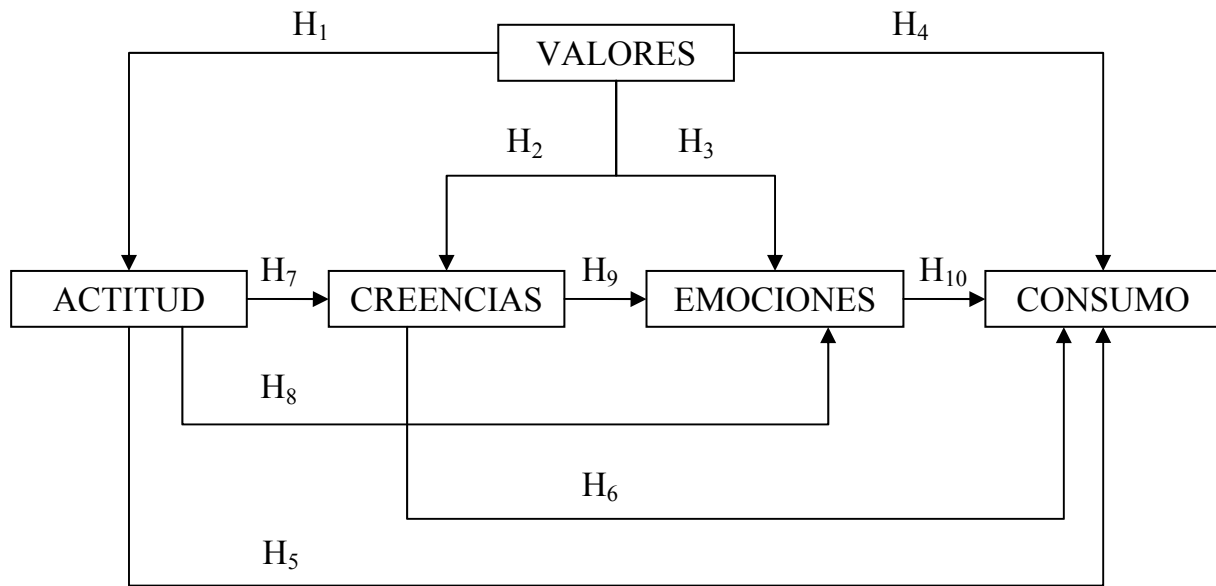 H₁ H₄
VALORES
H₂ H₃
H₇ H₉ H₁₀
ACTITUD CREENCIAS EMOCIONES CONSUMO
H₈
H₆
H₅